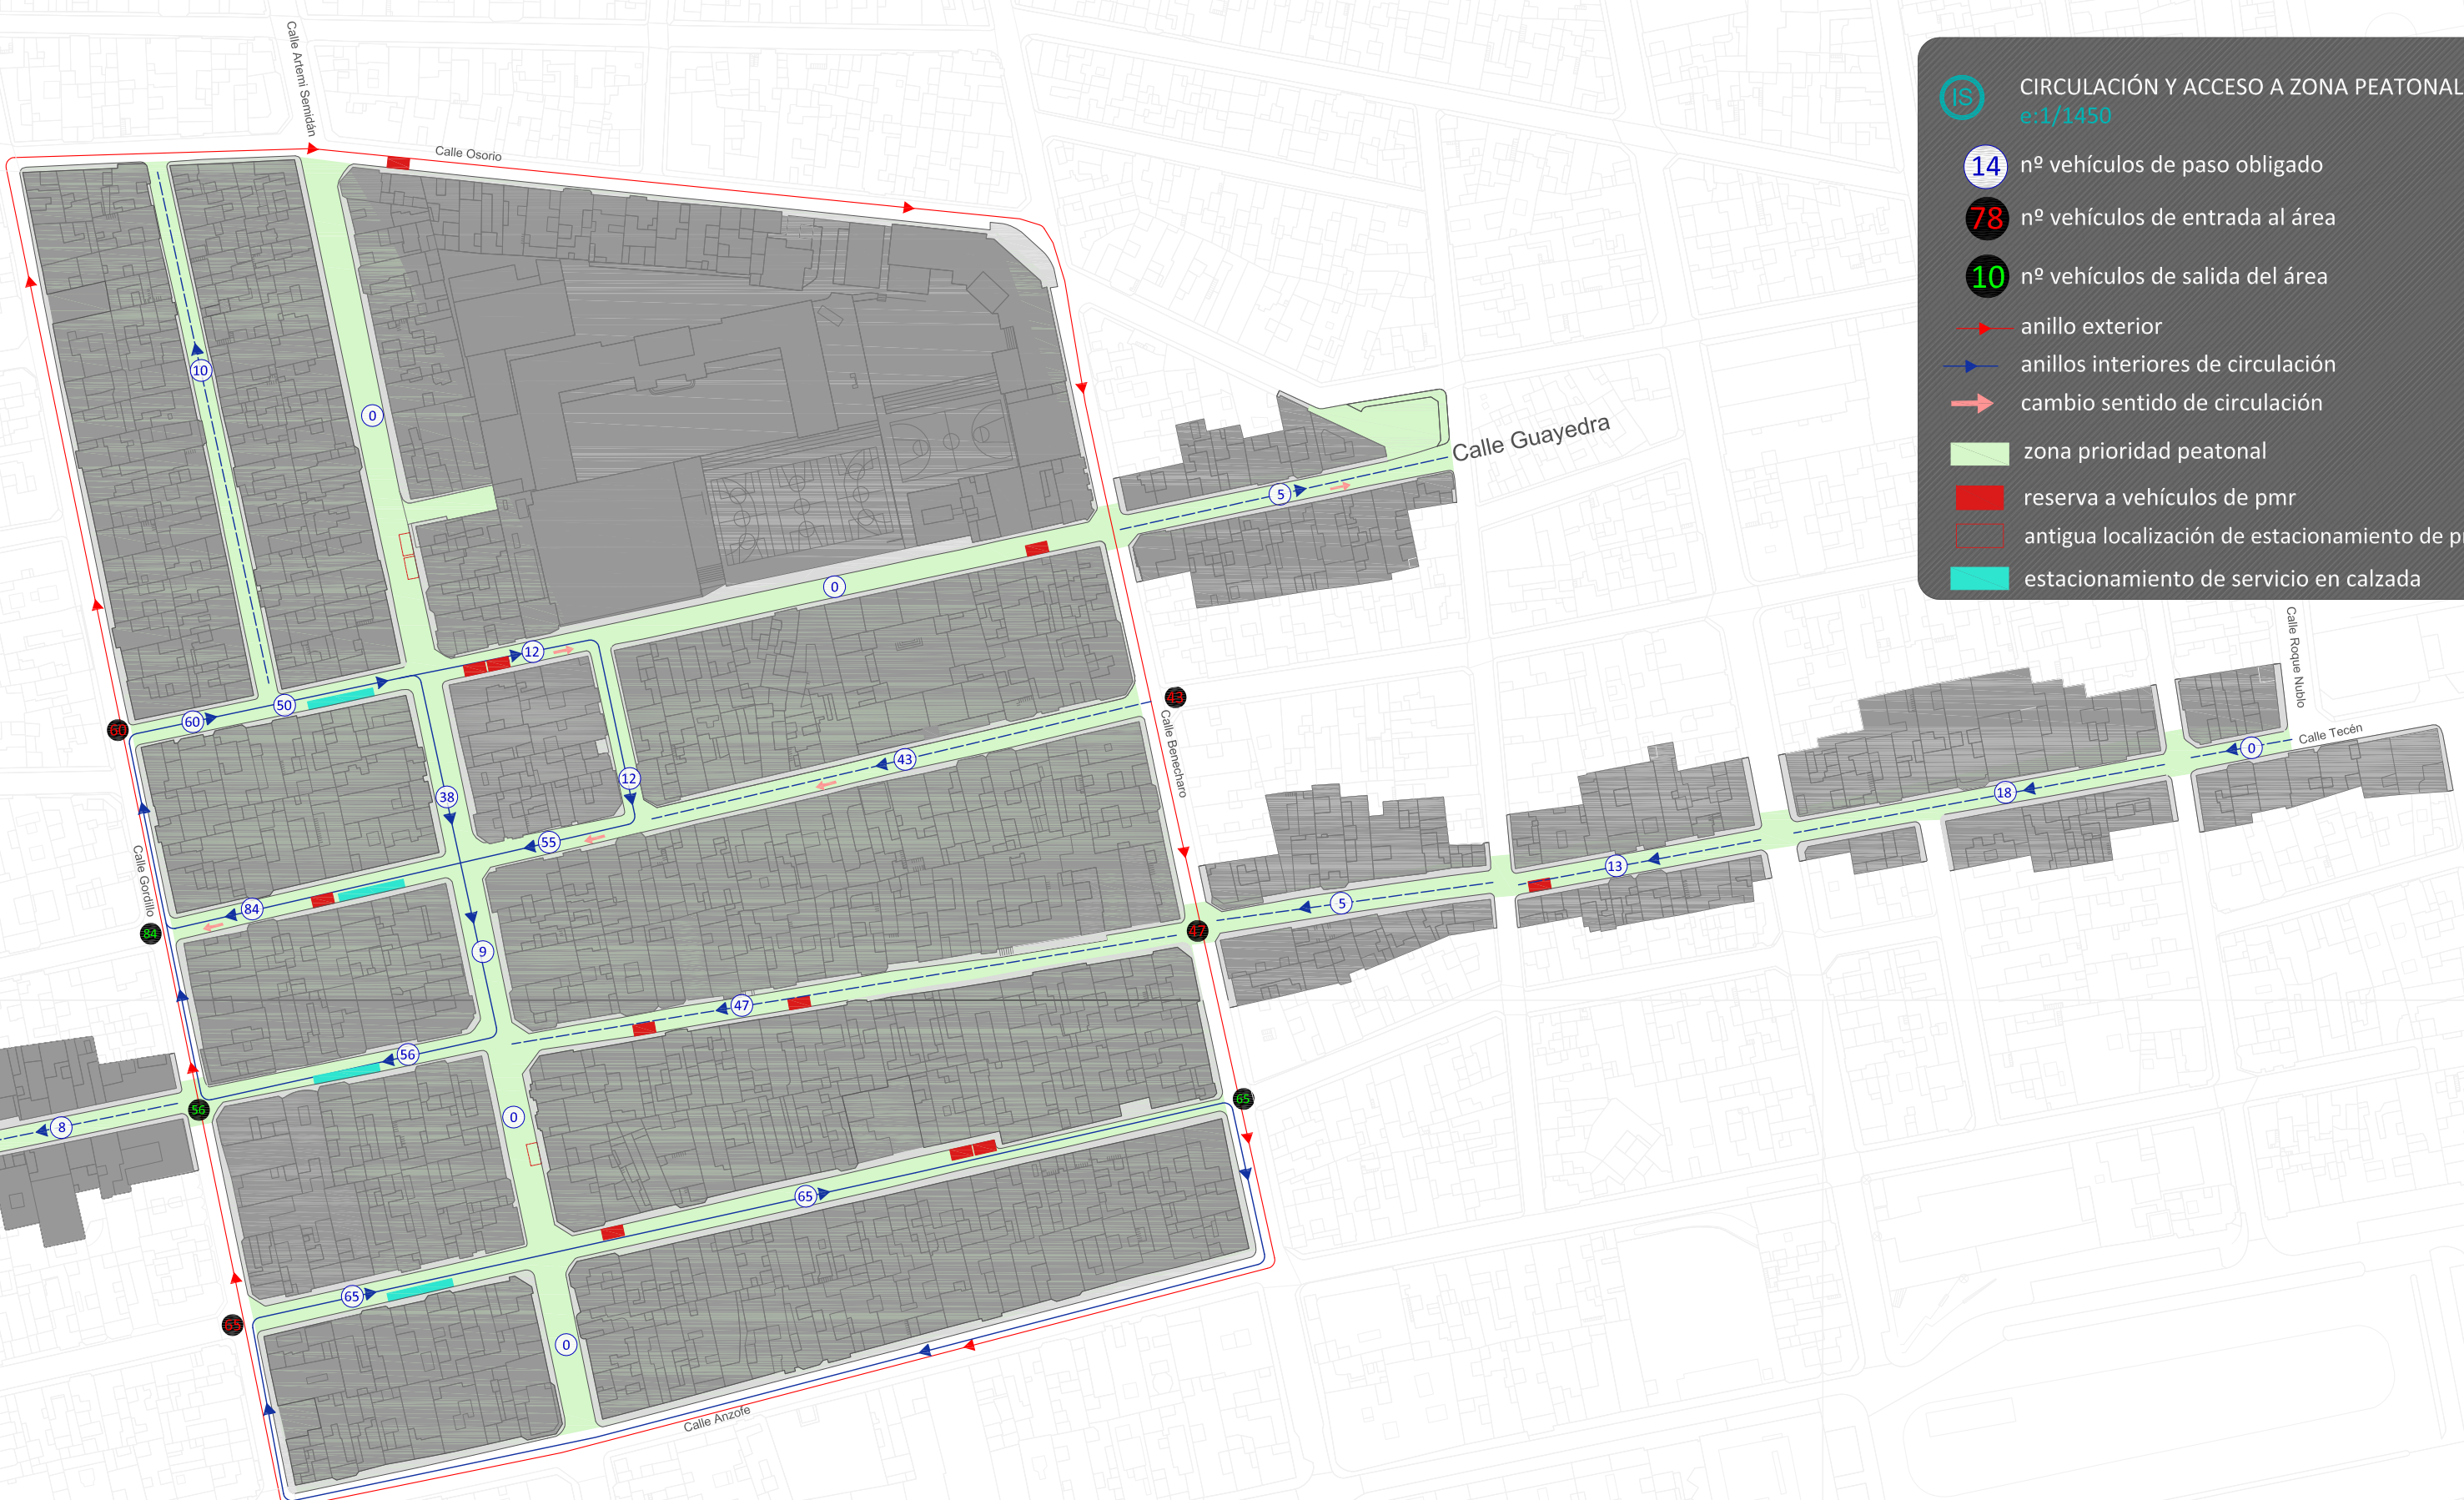 Calle Artemi Semidán
CIRCULACIÓN Y ACCESO A ZONA PEATONAL
IS
e:1/1450
14 nº vehículos de paso obligado
78 nº vehículos de entrada al área
10 nº vehículos de salida del área
anillo exterior
anillos interiores de circulación
cambio sentido de circulación
zona prioridad peatonal
reserva a vehículos de pmr
antigua localización de estacionamiento de
estacionamiento de servicio en calzada
Calle Osorio
10
0
Calle Guayedra
5
0
12
50
60
60
43
Calle Benecharo
Calle Roque Nublo
Calle Tecén
0
43
12
38
18
55
13
Calle Gordillo
84
84
5
47
9
47
56
56
8
0
65
65
65
65
0
Calle Anzofe